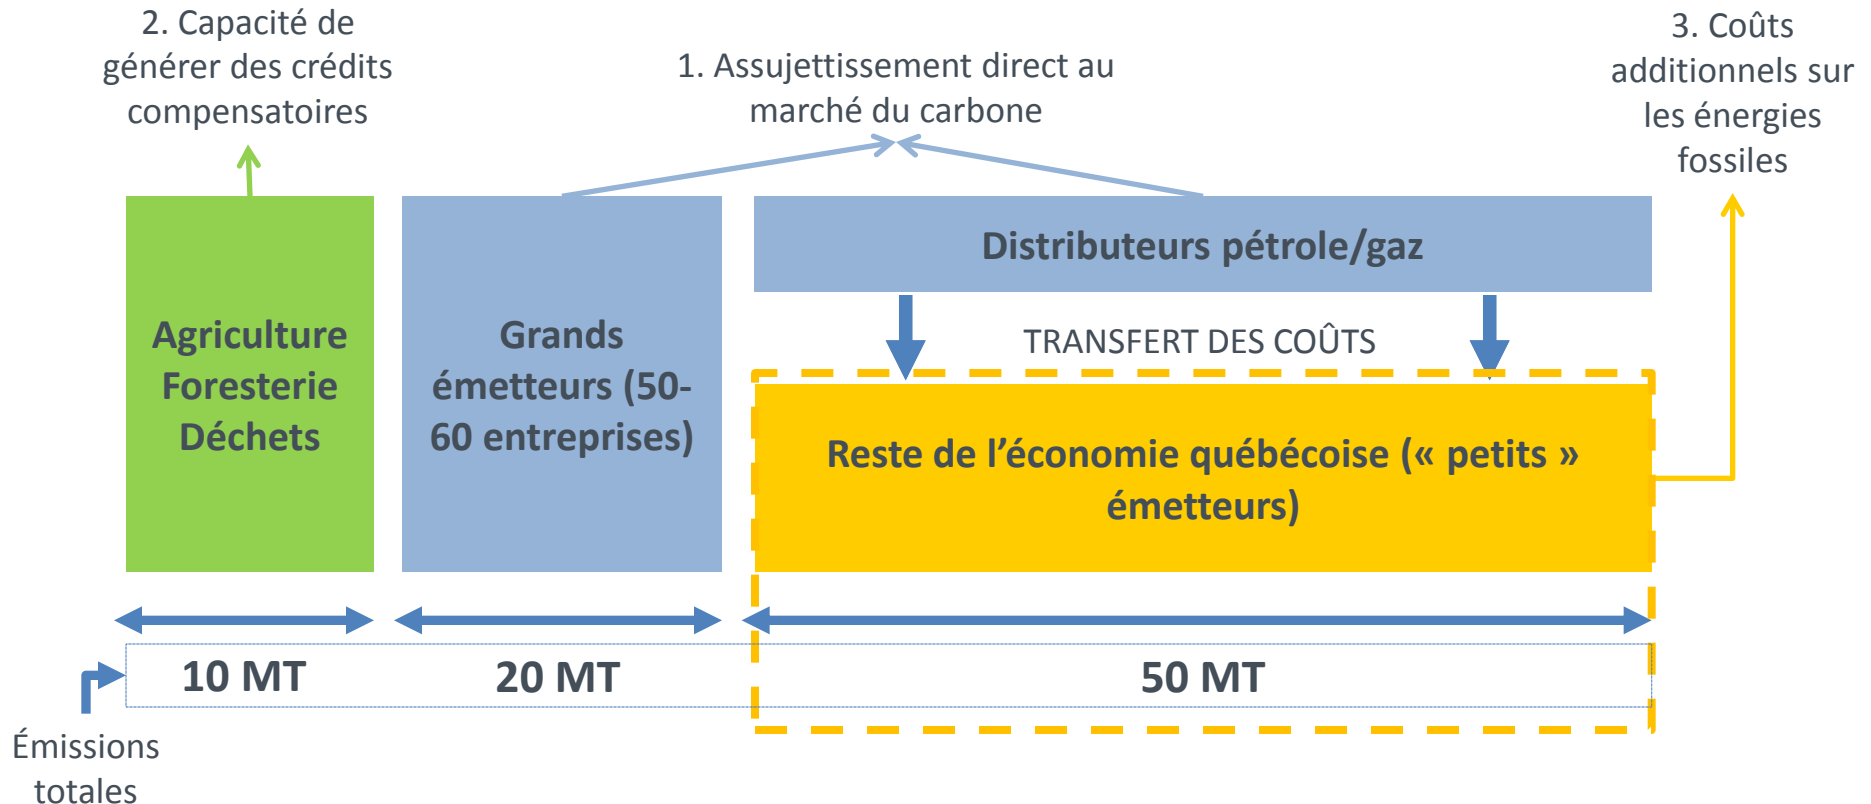 2. Capacité de
générer des crédits
compensatoires
1. Assujettissement direct au
marché du carbone
3. Coûts
additionnels sur
les énergies
fossiles
Agriculture
Foresterie
Déchets
Grands
émetteurs (50-
60 entreprises)
Distributeurs pétrole/gaz
TRANSFERT DES COÛTS
Reste de l’économie québécoise (« petits »
émetteurs)
10 MT
20 MT
50 MT
Émissions
totales